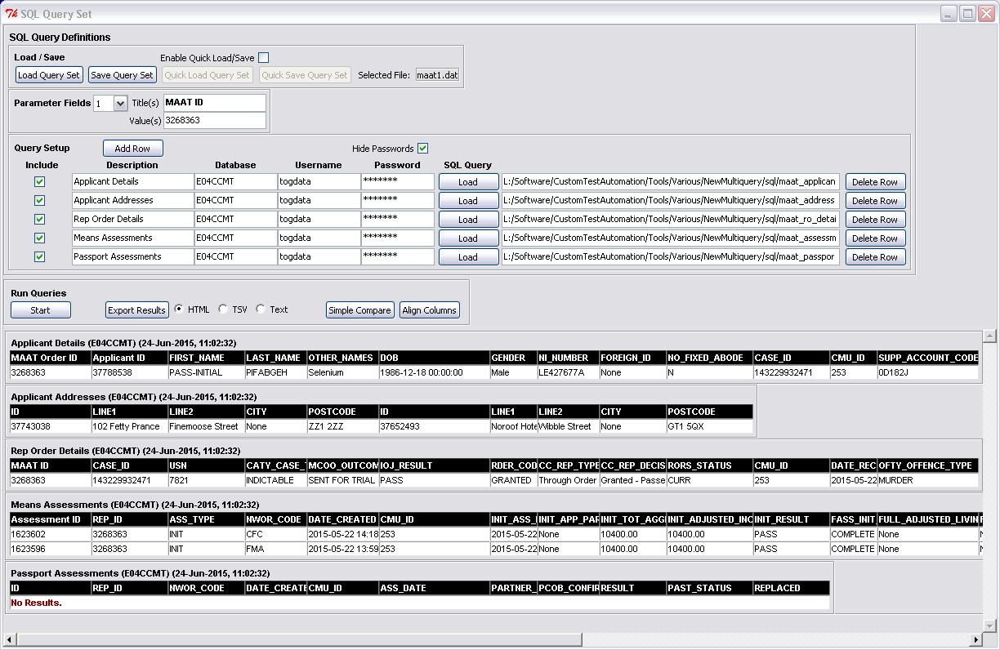 SQL Query Set
SQL Query Definitions
Load / Save Enable Quick Load/Save
Load Query Set Save Query Set Quick Load Query Set Quick Save Query Set Selected File: maat1.dat
Parameter Fields 1 Title(s) MAAT ID
Value(s) 3268363
Query Setup Add Row Hide Passwords
Include Description Database Username Password SQL Query
Applicant Details E04CCMT togdata ******* Load L:/Software/CustomTestAutomation/Tools/Various/NewMultiquery/sql/maat_applican Delete Row
Applicant Addresses E04CCMT togdata ******* Load L:/Software/CustomTestAutomation/Tools/Various/NewMultiquery/sql/maat_address Delete Row
Rep Order Details E04CCMT togdata ******* Load L:/Software/CustomTestAutomation/Tools/Various/NewMultiquery/sql/maat_ro_detai Delete Row
Means Assessments E04CCMT togdata ******* Load L:/Software/CustomTestAutomation/Tools/Various/NewMultiquery/sql/maat_assessm Delete Row
Passport Assessments E04CCMT togdata ******* Load L:/Software/CustomTestAutomation/Tools/Various/NewMultiquery/sql/maat_passpor Delete Row
Run Queries
Start Export Results HTML TSV Text Simple Compare Align Columns
Applicant Details (E04CCMT) (24-Jun-2015, 11:02:32)
MAAT Order ID Applicant ID FIRST_NAME LAST_NAME OTHER_NAMES DOB GENDER NI_NUMBER FOREIGN_ID NO_FIXED_ABODE CASE_ID CMU_ID SUPP_ACCOUNT_CODE
3268363 37788538 PASS-INITIAL PIFABGEH Selenium 1986-12-18 00:00:00 Male LE427677A None N 143229932471 253 0D182J
Applicant Addresses (E04CCMT) (24-Jun-2015, 11:02:32)
ID LINE1 LINE2 CITY POSTCODE ID LINE1 LINE2 CITY POSTCODE
37743038 102 Fetty Prance Finemoose Street None ZZ1 2ZZ 37652493 Noroof Hote Wibble Street None GT1 5QX
Rep Order Details (E04CCMT) (24-Jun-2015, 11:02:32)
MAAT ID CASE_ID USN CATY_CASE_ MCOO_OUTCOM IOJ_RESULT RDER_COD CC_REP_TYPE CC_REP_DECIS RORS_STATUS CMU_ID DATE_REC OFTY_OFFENCE_TYPE
3268363 143229932471 7821 INDICTABLE SENT FOR TRIAL PASS GRANTED Through Order Granted - Passe CURR 253 2015-05-22 MURDER
Means Assessments (E04CCMT) (24-Jun-2015, 11:02:32)
Assessment ID REP_ID ASS_TYPE NWOR_CODE DATE_CREATED CMU_ID INIT_ASS_ INIT_APP_PAR INIT_TOT_AGG INIT_ADJUSTED_INC INIT_RESULT FASS_INIT_ FULL_ADJUSTED_LIVIN
1623602 3268363 INIT CFC 2015-05-22 14:18 253 2015-05-22 None 10400.00 10400.00 PASS COMPLETE None
1623596 3268363 INIT FMA 2015-05-22 13:59 253 2015-05-22 None 10400.00 10400.00 PASS COMPLETE None
Passport Assessments (E04CCMT) (24-Jun-2015, 11:02:32)
ID REP_ID NWOR_CODE DATE_CREATE CMU_ID ASS_DATE PARTNER_ PCOB_CONFIR RESULT PAST_STATUS REPLACED
No Results.